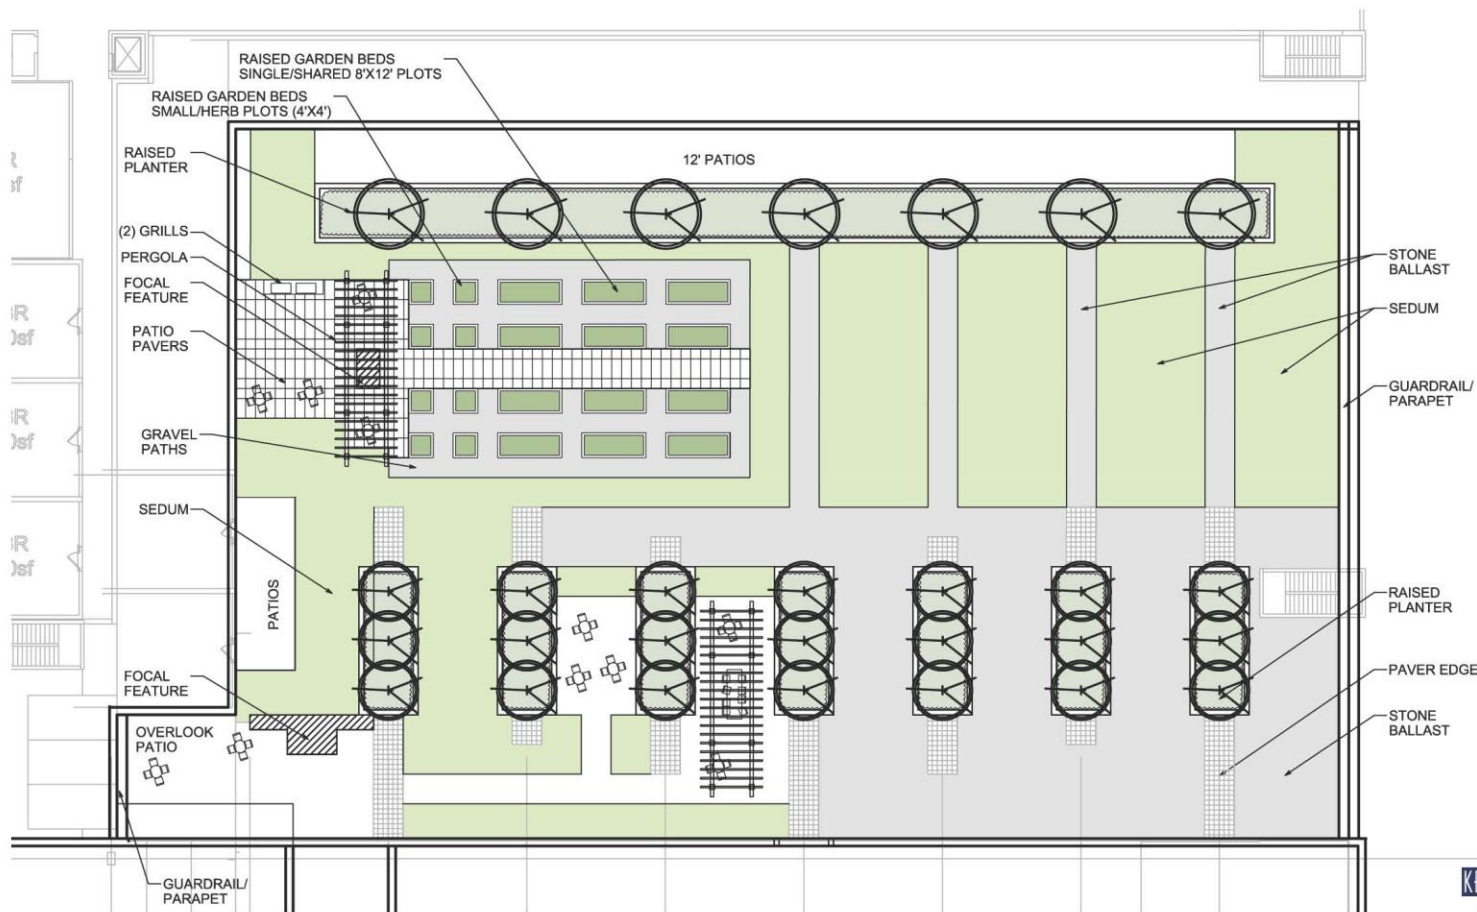 RAISED GARDEN BEDS
SINGLE/SHARED 8'X12' PLOTS
RAISED GARDEN BEDS
SMALL/HERB PLOTS (4'X4')
RAISED
PLANTER
12' PATIOS
(2) GRILLS
PERGOLA
FOCAL
FEATURE
PATIO
PAVERS
GRAVEL
PATHS
SEDUM
PATIOS
FOCAL
FEATURE
OVERLOOK
PATIO
GUARDRAIL/
PARAPET
STONE
BALLAST
SEDUM
GUARDRAIL/
PARAPET
RAISED
PLANTER
PAVER EDGE
STONE
BALLAST